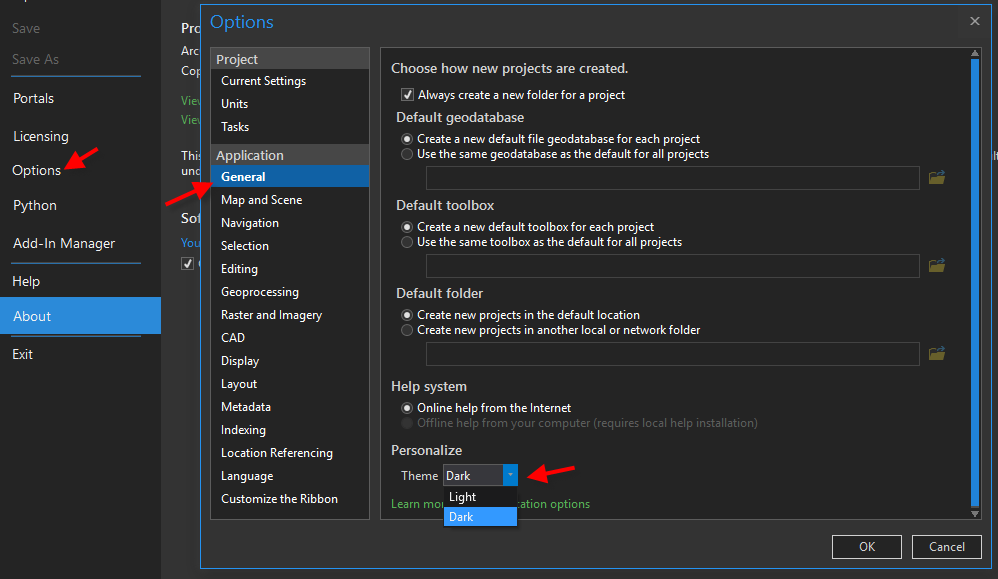 Save
Save As
Portals
Licensing
Options
Python
Add-In Manager
Help
About
Exit
Pro
Arc
Cop
View
View
This
und
Sof
You
Options
Project
Current Settings
Units
Tasks
Application
General
Map and Scene
Navigation
Selection
Editing
Geoprocessing
Raster and Imagery
CAD
Display
Layout
Metadata
Indexing
Location Referencing
Language
Customize the Ribbon
Choose how new projects are created.
Always create a new folder for a project
Default geodatabase
Create a new default file geodatabase for each project
Use the same geodatabase as the default for all projects
Default toolbox
Create a new default toolbox for each project
Use the same toolbox as the default for all projects
Default folder
Create new projects in the default location
Create new projects in another local or network folder
Help system
Online help from the Internet
Offline help from your computer (requires local help installation)
Personalize
Theme Dark
Light
Dark
Learn mo cation options
OK Cancel